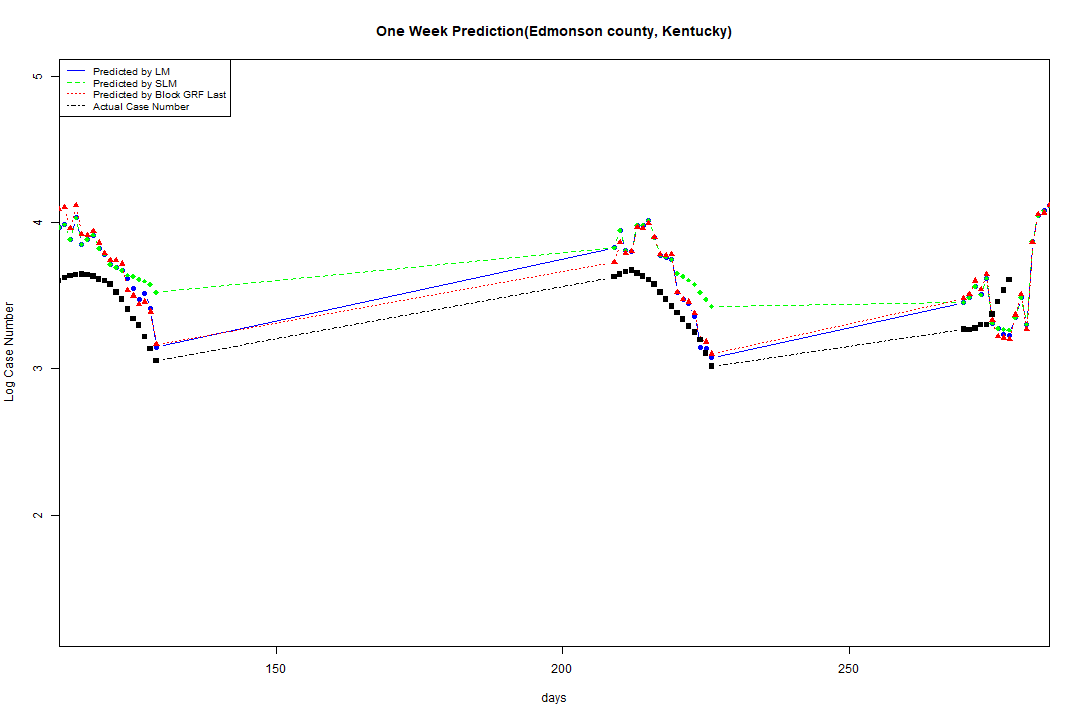 One Week Prediction(Edmonson county, Kentucky)
Predicted by LM
Predicted by SLM
Predicted by Block GRF Last
Actual Case Number
5
4
3
2
Log Case Number
150 200 250
days